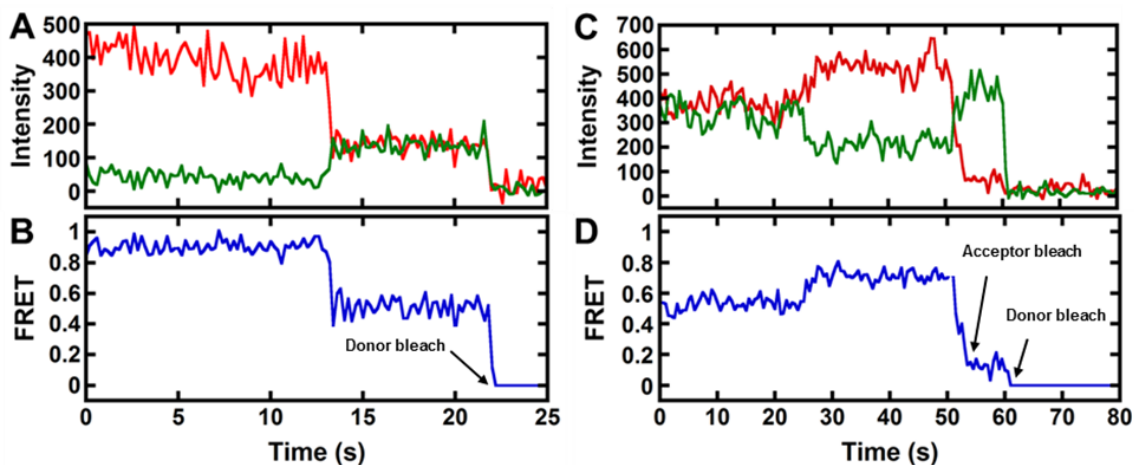 A
500
400
300
200
100
0
Intensity
B
1
0.8
0.6
0.4
0.2
0
FRET
Donor bleach
0 5 10 15 20 25
Time (s)
C
700
600
500
400
300
200
100
0
Intensity
D
1
0.8
0.6
0.4
0.2
0
FRET
Acceptor bleach
Donor bleach
0 10 20 30 40 50 60 70 80
Time (s)